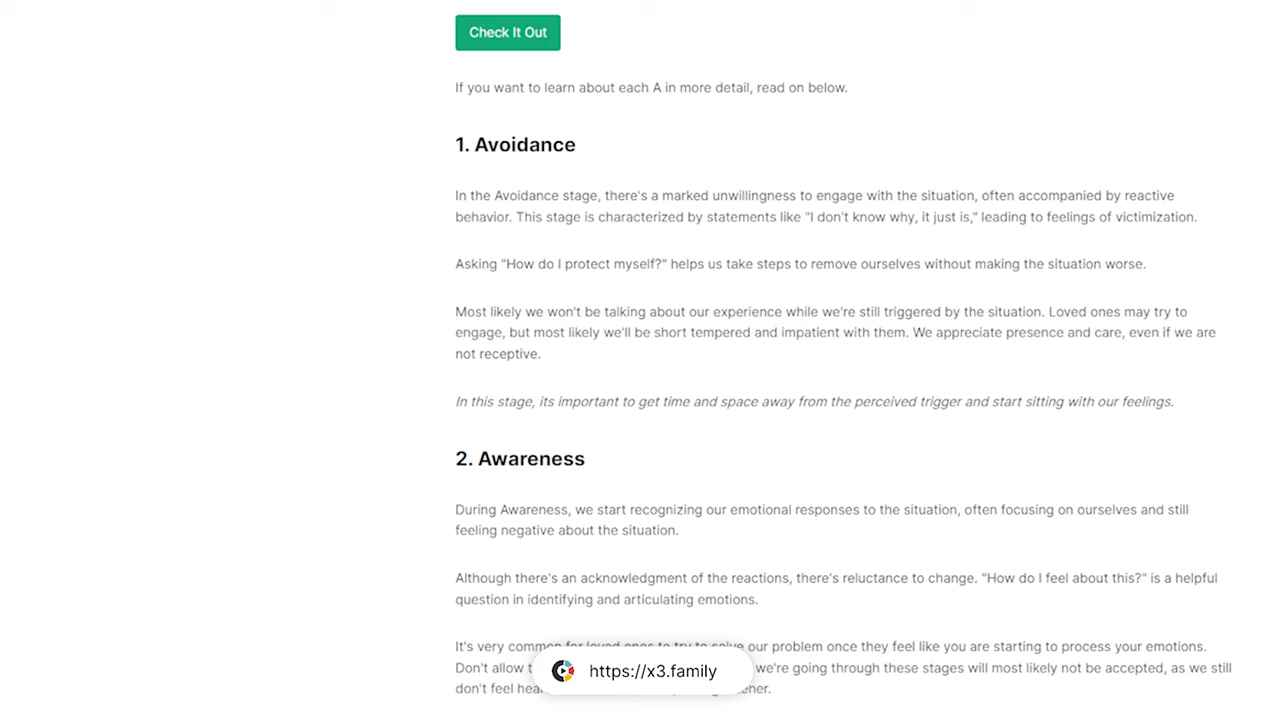 Check It Out
If you want to learn about each A in more detail, read on below.
1. Avoidance
In the Avoidance stage, there's a marked unwillingness to engage with the situation, often accompanied by reactive
behavior. This stage is characterized by statements like "I don't know why, it just is," leading to feelings of victimization.
Asking "How do I protect myself?" helps us take steps to remove ourselves without making the situation worse.
Most likely we won't be talking about our experience while we're still triggered by the situation. Loved ones may try to
engage, but most likely we'll be short tempered and impatient with them. We appreciate presence and care, even if we are
not receptive.
In this stage, its important to get time and space away from the perceived trigger and start sitting with our feelings.
2. Awareness
During Awareness, we start recognizing our emotional responses to the situation, often focusing on ourselves and still
feeling negative about the situation.
Although there's an acknowledgment of the reactions, there's reluctance to change. "How do I feel about this?" is a helpful
question in identifying and articulating emotions.
It's very common for loved ones to try to solve our problem once they feel like you are starting to process your emotions.
Don't allow we're going through these stages will most likely not be accepted, as we still
don't feel
https://x3.family